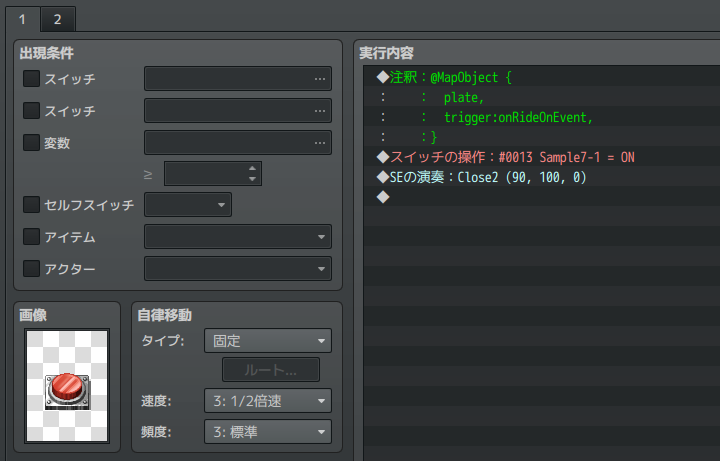 1 2
出現条件
スイッチ ...
スイッチ ...
変数 ...
≥
セルフスイッチ
アイテム
アクター
画像
自律移動
タイプ: 固定
ルート...
速度: 3: 1/2倍速
頻度: 3: 標準
実行内容
◆注釈：@MapObject {
：　　：　plate,
：　　：　trigger:onRideOnEvent,
：　　：}
◆スイッチの操作：#0013 Sample7-1 = ON
◆SEの演奏：Close2 (90, 100, 0)
◆